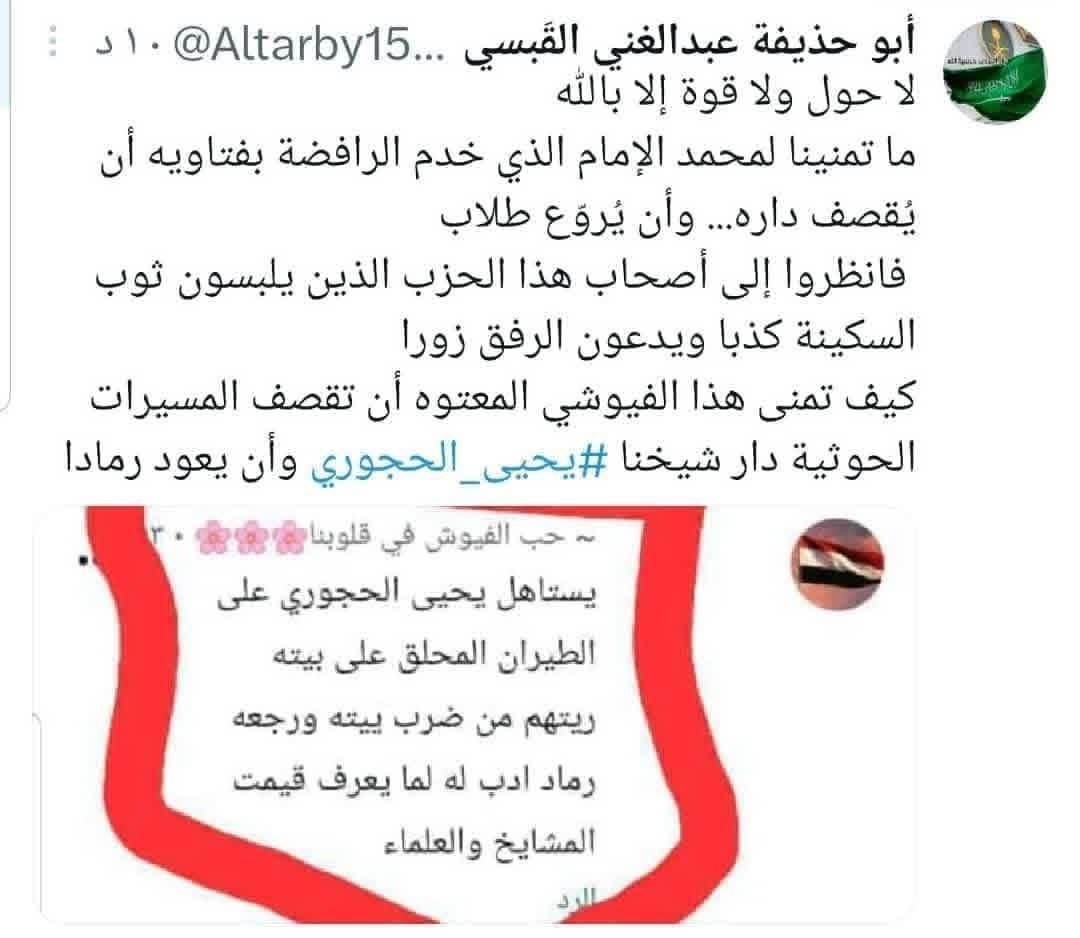 أبو حذيفة عبدالغني القَبسي @Altarby15... · ١٠ د
لا حول ولا قوة إلا بالله
ما تمنينا لمحمد الإمام الذي خدم الرافضة بفتاويه أن
يُقصف داره... وأن يُروّع طلاب
فانظروا إلى أصحاب هذا الحزب الذين يلبسون ثوب
السكينة كذبا ويدعون الرفق زورا
كيف تمنى هذا الفيوشي المعتوه أن تقصف المسيرات
الحوثية دار شيخنا #يحيى_الحجوري وأن يعود رمادا
~ حب الفيوش في قلوبنا🌸🌸🌸 · ٣
يستاهل يحيى الحجوري على
الطيران المحلق على بيته
ريتهم من ضرب بيته ورجعه
رماد ادب له لما يعرف قيمت
المشايخ والعلماء
الرد